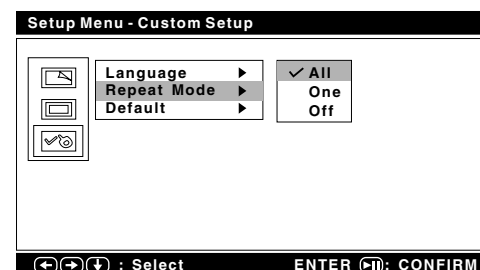 Setup Menu - Custom Setup
Language
Repeat Mode
Default
All
One
Off
: Select ENTER : CONFIRM